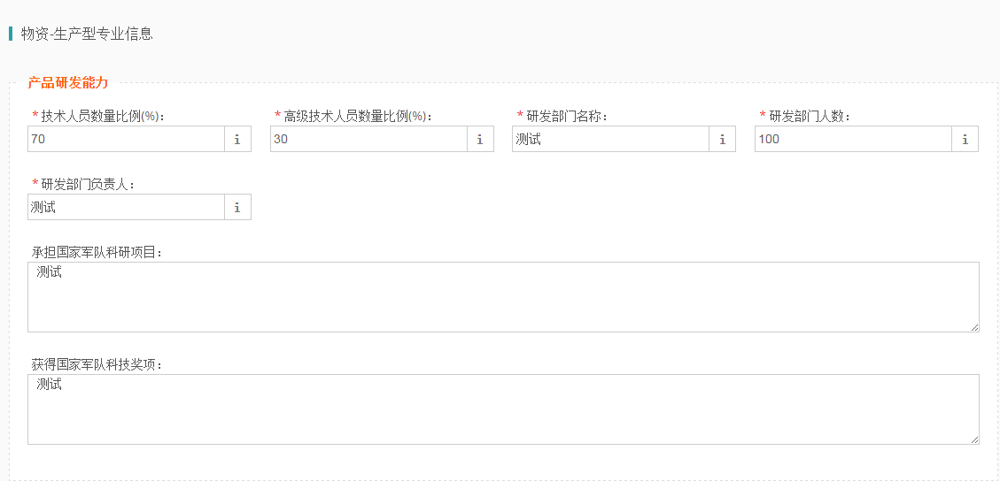 物资-生产型专业信息
产品研发能力
*技术人员数量比例(%)： *高级技术人员数量比例(%)： *研发部门名称： *研发部门人数：
70 i 30 i 测试 i 100 i
*研发部门负责人：
测试 i
承担国家军队科研项目：
测试
获得国家军队科技奖项：
测试